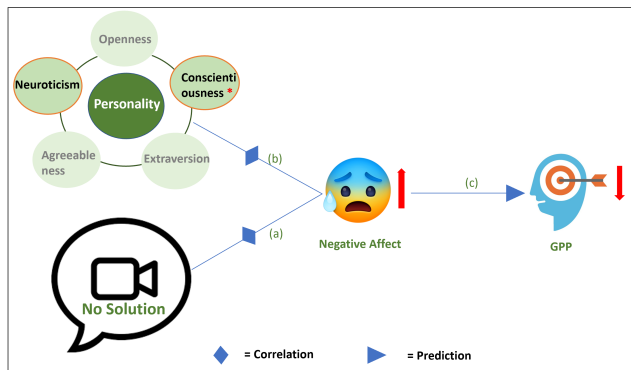 Openness
Neuroticism
Conscienti
ousness *
Personality
Agreeable
ness
Extraversion
(b)
(c)
(a)
Negative Affect
GPP
No Solution
= Correlation
= Prediction